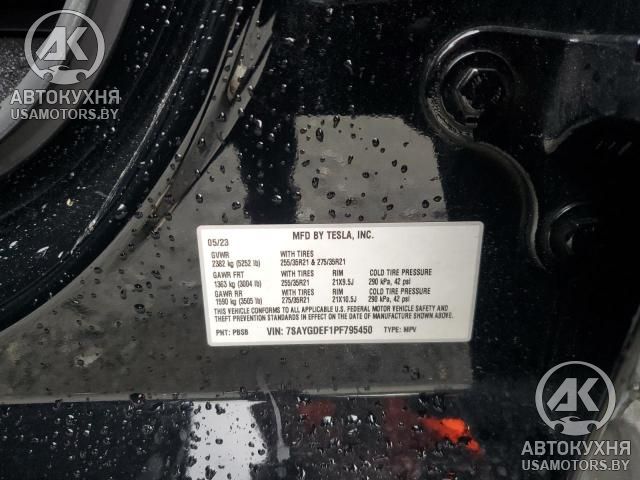 АК
АВТОКУХНЯ
USAMOTORS.BY
05/23 MFD BY TESLA, INC.
GVWR WITH TIRES
2382 kg (5252 lb) 255/35R21 & 275/35R21
GAWR FRT WITH TIRES RIM COLD TIRE PRESSURE
1363 kg (3004 lb) 255/35R21 21X9.5J 290 kPa, 42 psi
GAWR RR WITH TIRES RIM COLD TIRE PRESSURE
1590 kg (3505 lb) 275/35R21 21X10.5J 290 kPa, 42 psi
THIS VEHICLE CONFORMS TO ALL APPLICABLE U.S. FEDERAL MOTOR VEHICLE SAFETY AND
THEFT PREVENTION STANDARDS IN EFFECT ON THE DATE OF MANUFACTURE SHOWN ABOVE.
PNT: PBSB VIN: 7SAYGDEF1PF795450 TYPE: MPV
АК
АВТОКУХНЯ
USAMOTORS.BY